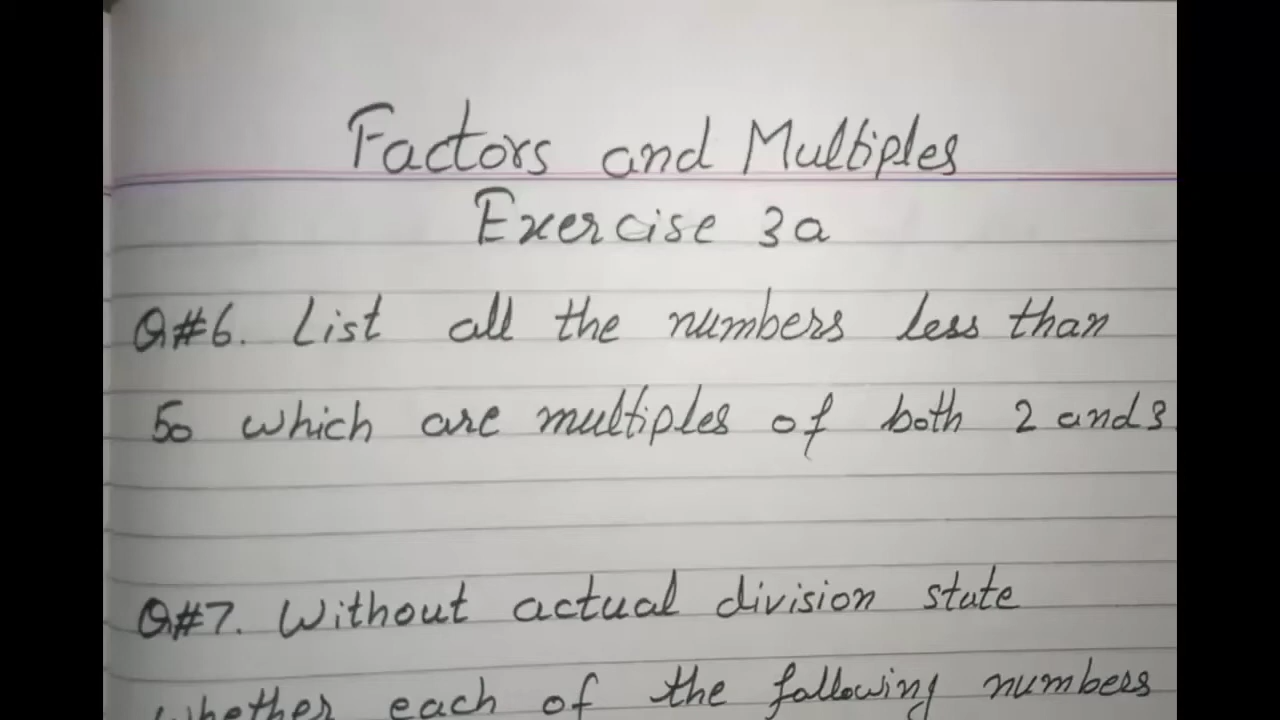 Factors and Multiples
Exercise 3a
Q#6. List all the numbers less than
50 which are multiples of both 2 and 3
Q#7. Without actual division state
whether each of the following numbers